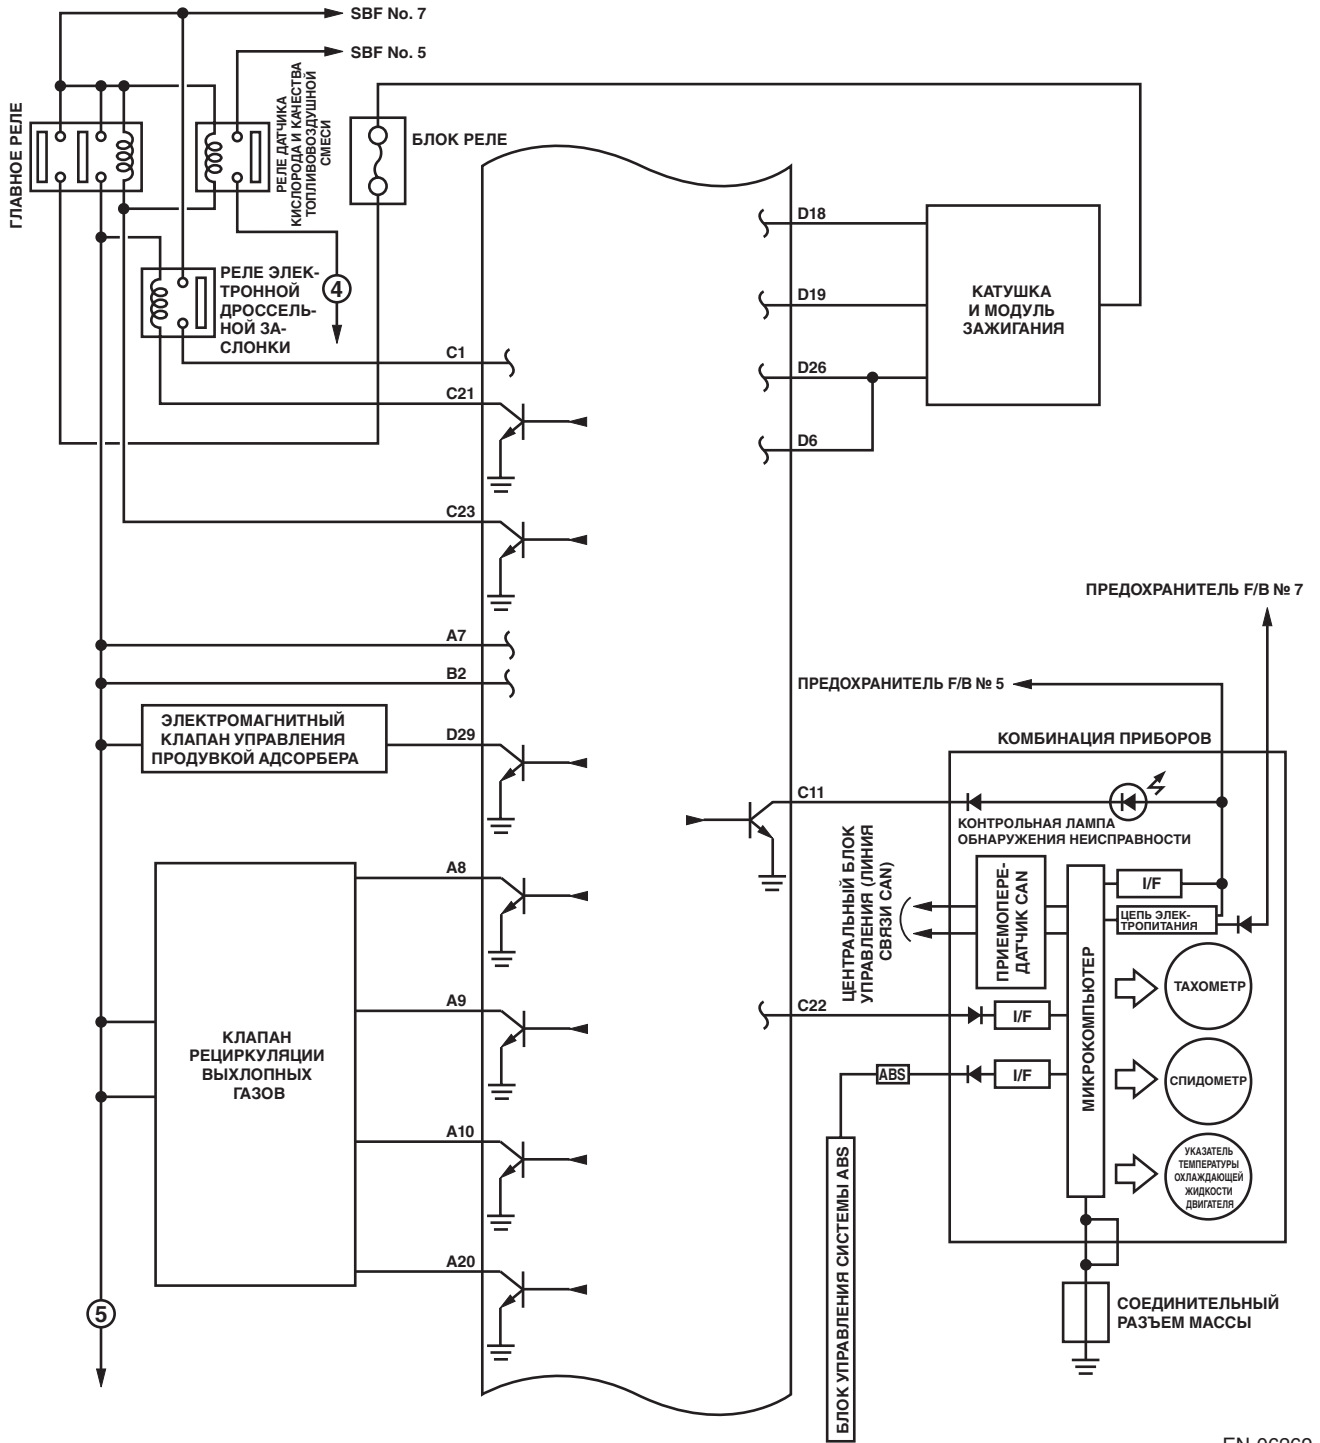 SBF No. 7
SBF No. 5
ГЛАВНОЕ РЕЛЕ
РЕЛЕ ДАТЧИКА
КИСЛОРОДА И КАЧЕСТВА
ТОПЛИВОВОЗДУШНОЙ
СМЕСИ
БЛОК РЕЛЕ
РЕЛЕ ЭЛЕК-
ТРОННОЙ
ДРОССЕЛЬ-
НОЙ ЗА-
СЛОНКИ
4
D18
D19
D26
D6
КАТУШКА
И МОДУЛЬ
ЗАЖИГАНИЯ
C1
C21
C23
A7
B2
D29
ЭЛЕКТРОМАГНИТНЫЙ
КЛАПАН УПРАВЛЕНИЯ
ПРОДУВКОЙ АДСОРБЕРА
A8
A9
A10
A20
КЛАПАН
РЕЦИРКУЛЯЦИИ
ВЫХЛОПНЫХ
ГАЗОВ
5
ПРЕДОХРАНИТЕЛЬ F/B № 7
ПРЕДОХРАНИТЕЛЬ F/B № 5
КОМБИНАЦИЯ ПРИБОРОВ
C11
КОНТРОЛЬНАЯ ЛАМПА
ОБНАРУЖЕНИЯ НЕИСПРАВНОСТИ
ЦЕНТРАЛЬНЫЙ БЛОК
УПРАВЛЕНИЯ (ЛИНИЯ
СВЯЗИ CAN)
ПРИЕМОПЕРЕ-
ДАТЧИК CAN
I/F
ЦЕПЬ ЭЛЕК-
ТРОПИТАНИЯ
МИКРОКОМПЬЮТЕР
ТАХОМЕТР
C22
I/F
ABS
I/F
СПИДОМЕТР
УКАЗАТЕЛЬ
ТЕМПЕРАТУРЫ
ОХЛАЖДАЮЩЕЙ
ЖИДКОСТИ
ДВИГАТЕЛЯ
БЛОК УПРАВЛЕНИЯ СИСТЕМЫ ABS
СОЕДИНИТЕЛЬНЫЙ
РАЗЪЕМ МАССЫ